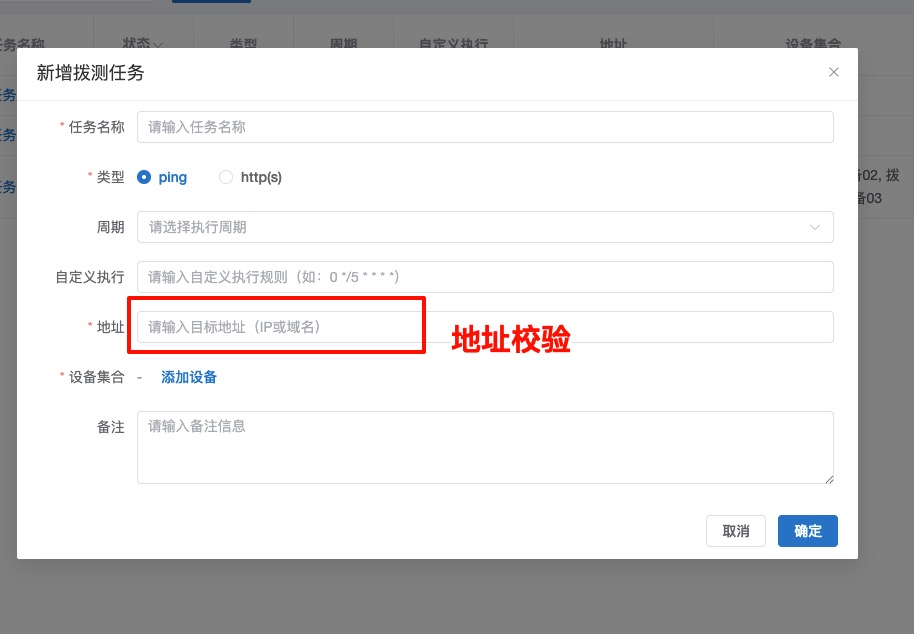 任务名称 状态 类型 周期 自定义执行 地址 设备集合
新增拨测任务
任务
* 任务名称 请输入任务名称
任务
* 类型 ping http(s)
任务
备02, 拨
备03
周期 请选择执行周期
自定义执行 请输入自定义执行规则（如：0 */5 * * * *）
* 地址 请输入目标地址（IP或域名） 地址校验
* 设备集合 - 添加设备
备注 请输入备注信息
取消 确定